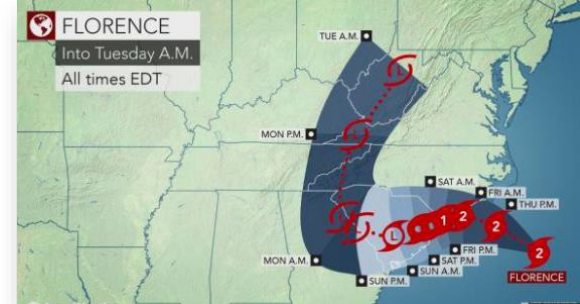 FLORENCE
Into Tuesday A.M.
All times EDT
TUE A.M.
MON P.M.
SAT A.M.
FRI A.M.
THU P.M.
L
L
L
L
L
1
2
2
2
FRI P.M.
SAT P.M.
SUN A.M.
SUN P.M.
MON A.M.
FLORENCE